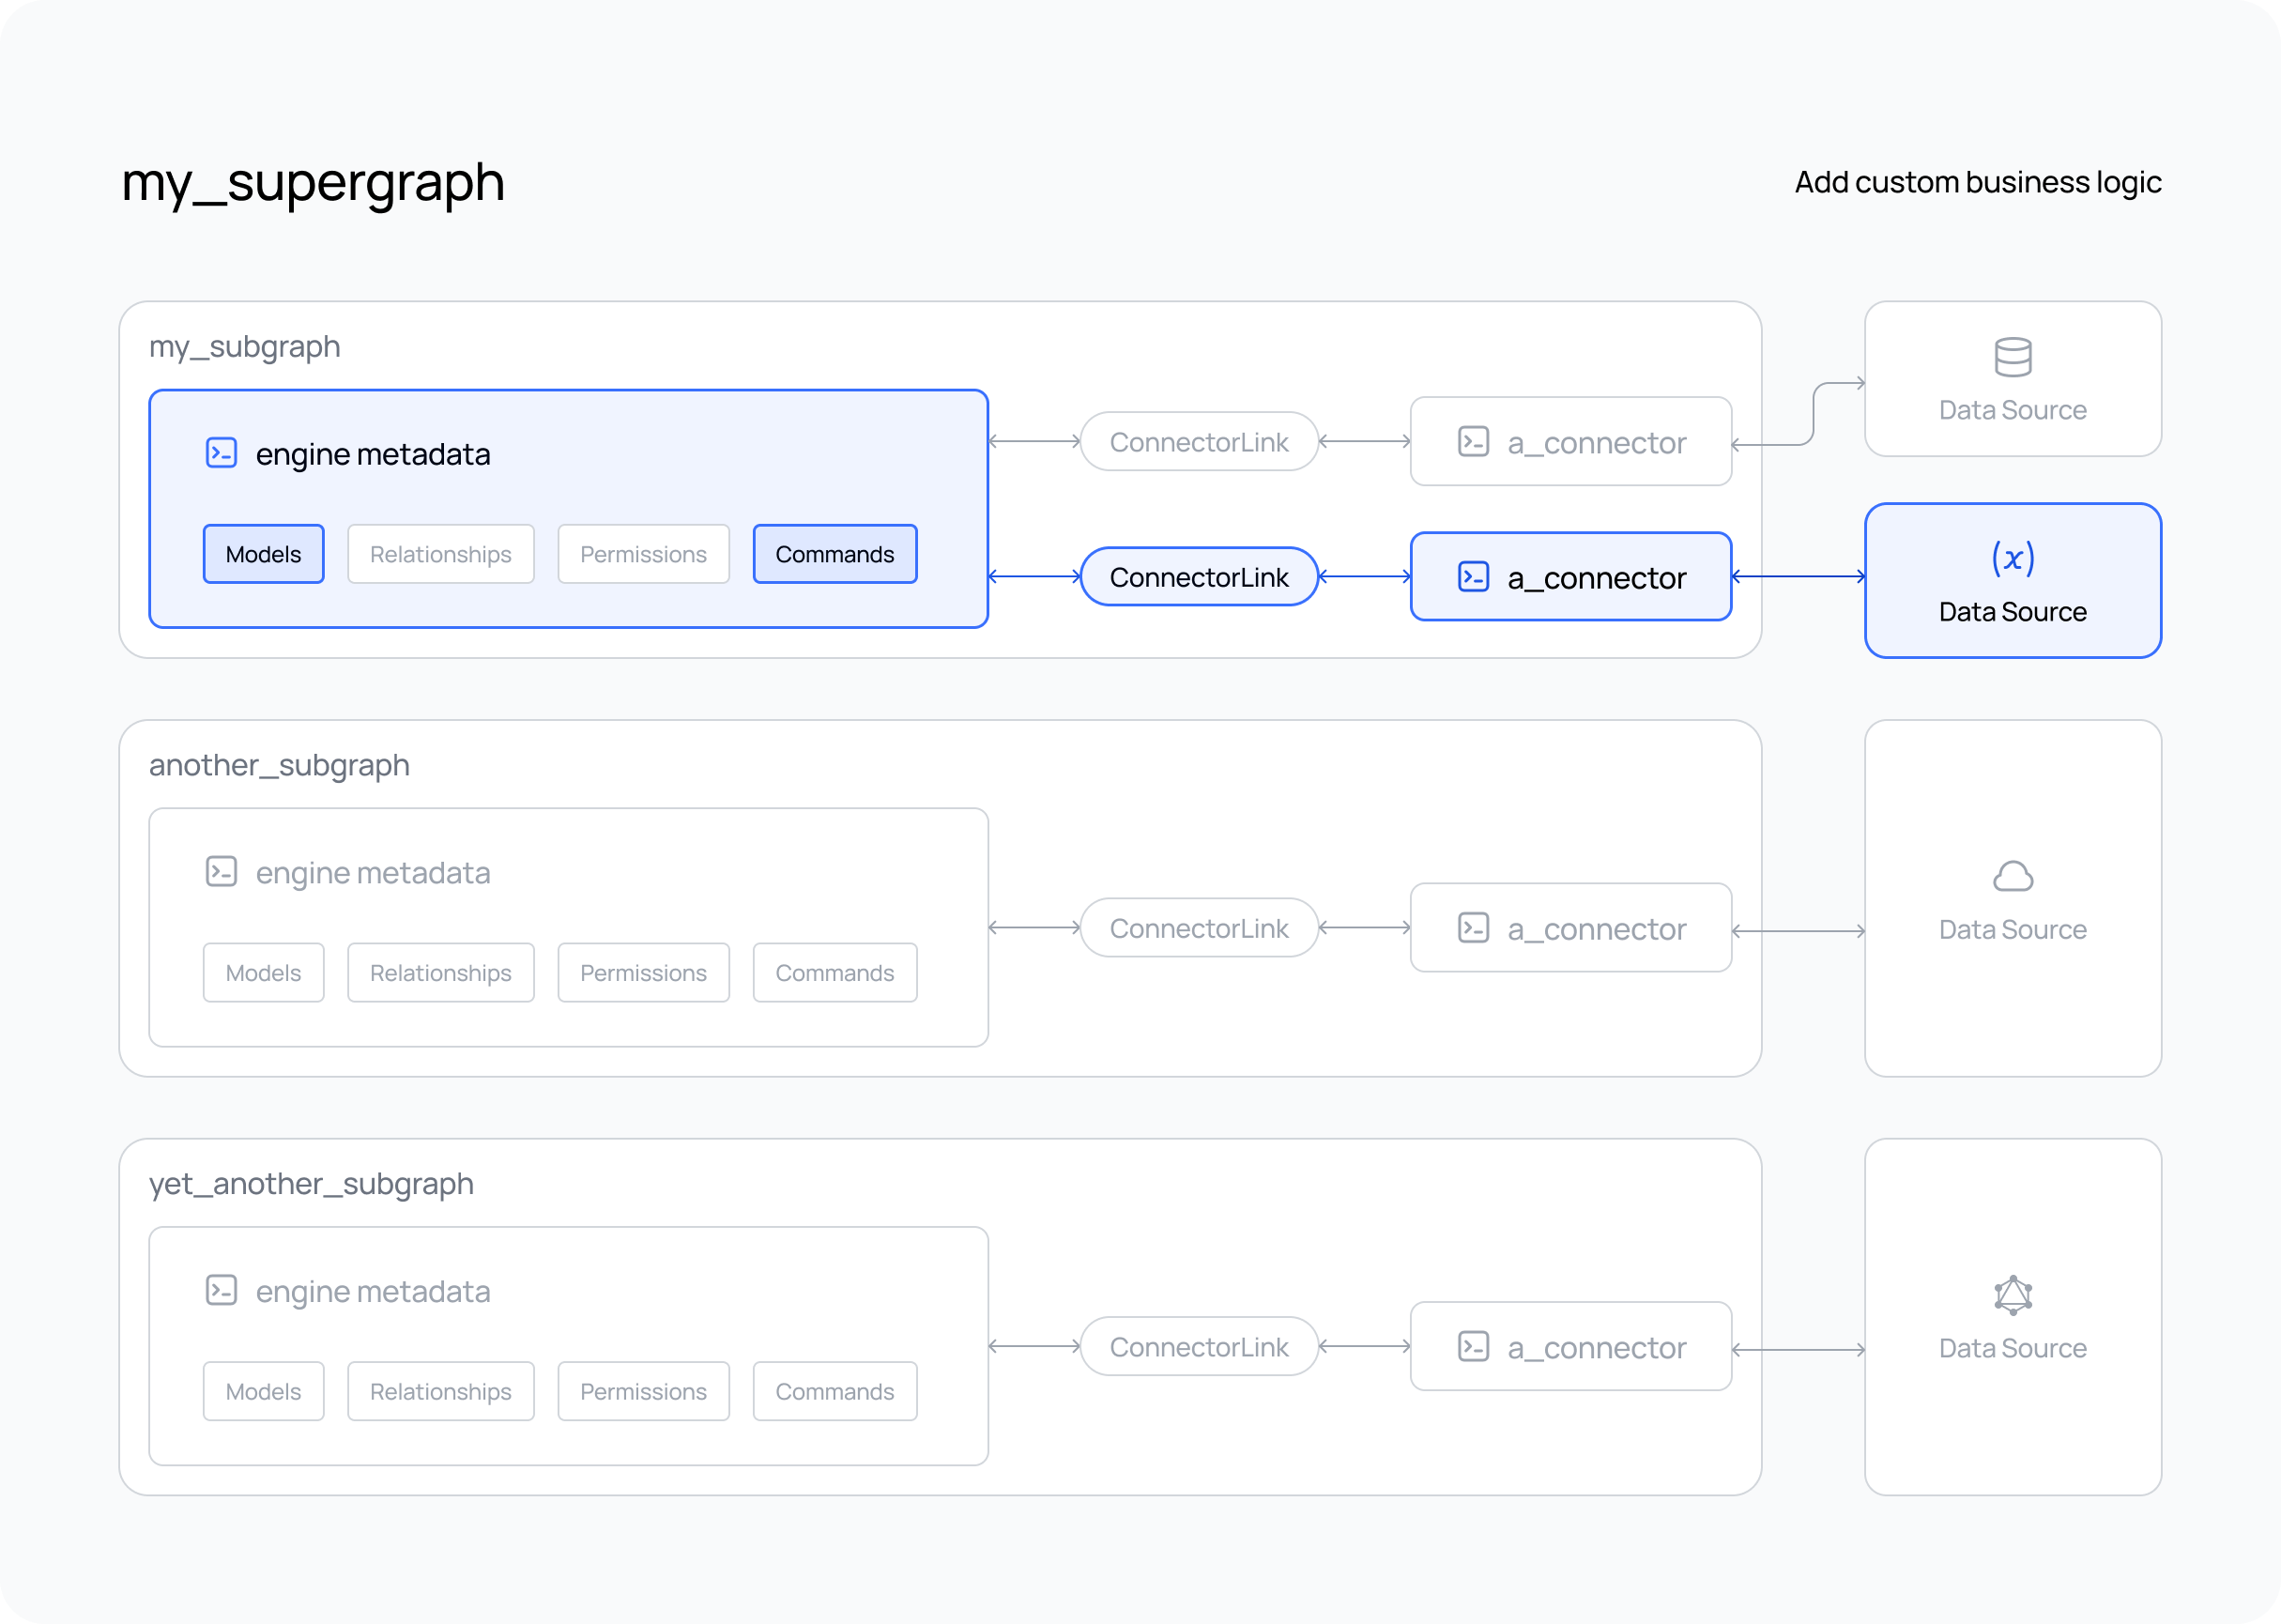 my_supergraph
Add custom business logic
my_subgraph
engine metadata
Models
Relationships
Permissions
Commands
ConnectorLink
a_connector
Data Source
ConnectorLink
a_connector
(x)
Data Source
another_subgraph
engine metadata
Models
Relationships
Permissions
Commands
ConnectorLink
a_connector
Data Source
yet_another_subgraph
engine metadata
Models
Relationships
Permissions
Commands
ConnectorLink
a_connector
Data Source